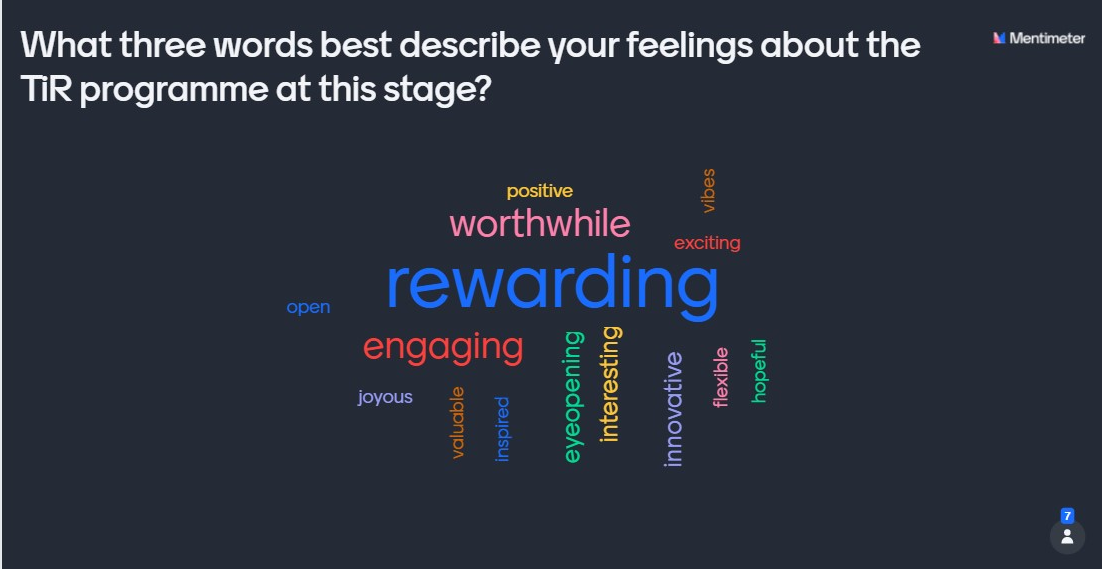 What three words best describe your feelings about the
TiR programme at this stage?
Mentimeter
positive
vibes
worthwhile
exciting
rewarding
open
engaging
eyeopening
interesting
innovative
flexible
hopeful
joyous
valuable
inspired
7